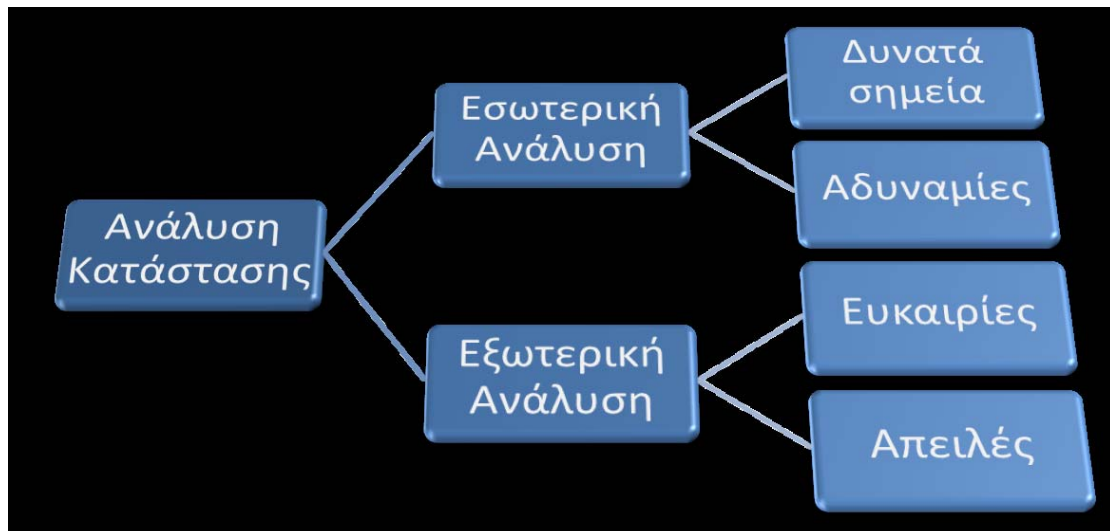 Ανάλυση
Κατάστασης
Εσωτερική
Ανάλυση
Δυνατά
σημεία
Αδυναμίες
Εξωτερική
Ανάλυση
Ευκαιρίες
Απειλές